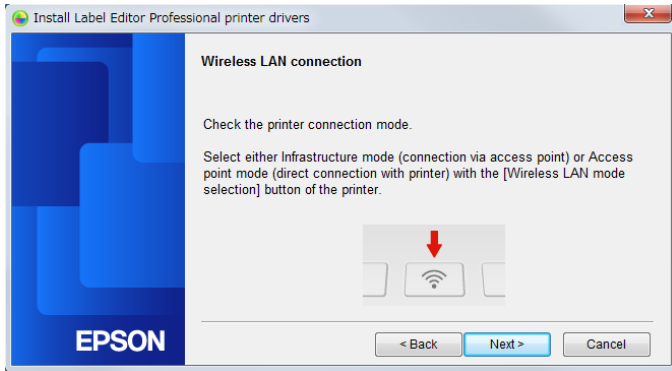 Install Label Editor Professional printer drivers
Wireless LAN connection
Check the printer connection mode.
Select either Infrastructure mode (connection via access point) or Access
point mode (direct connection with printer) with the [Wireless LAN mode
selection] button of the printer.
EPSON
< Back Next > Cancel